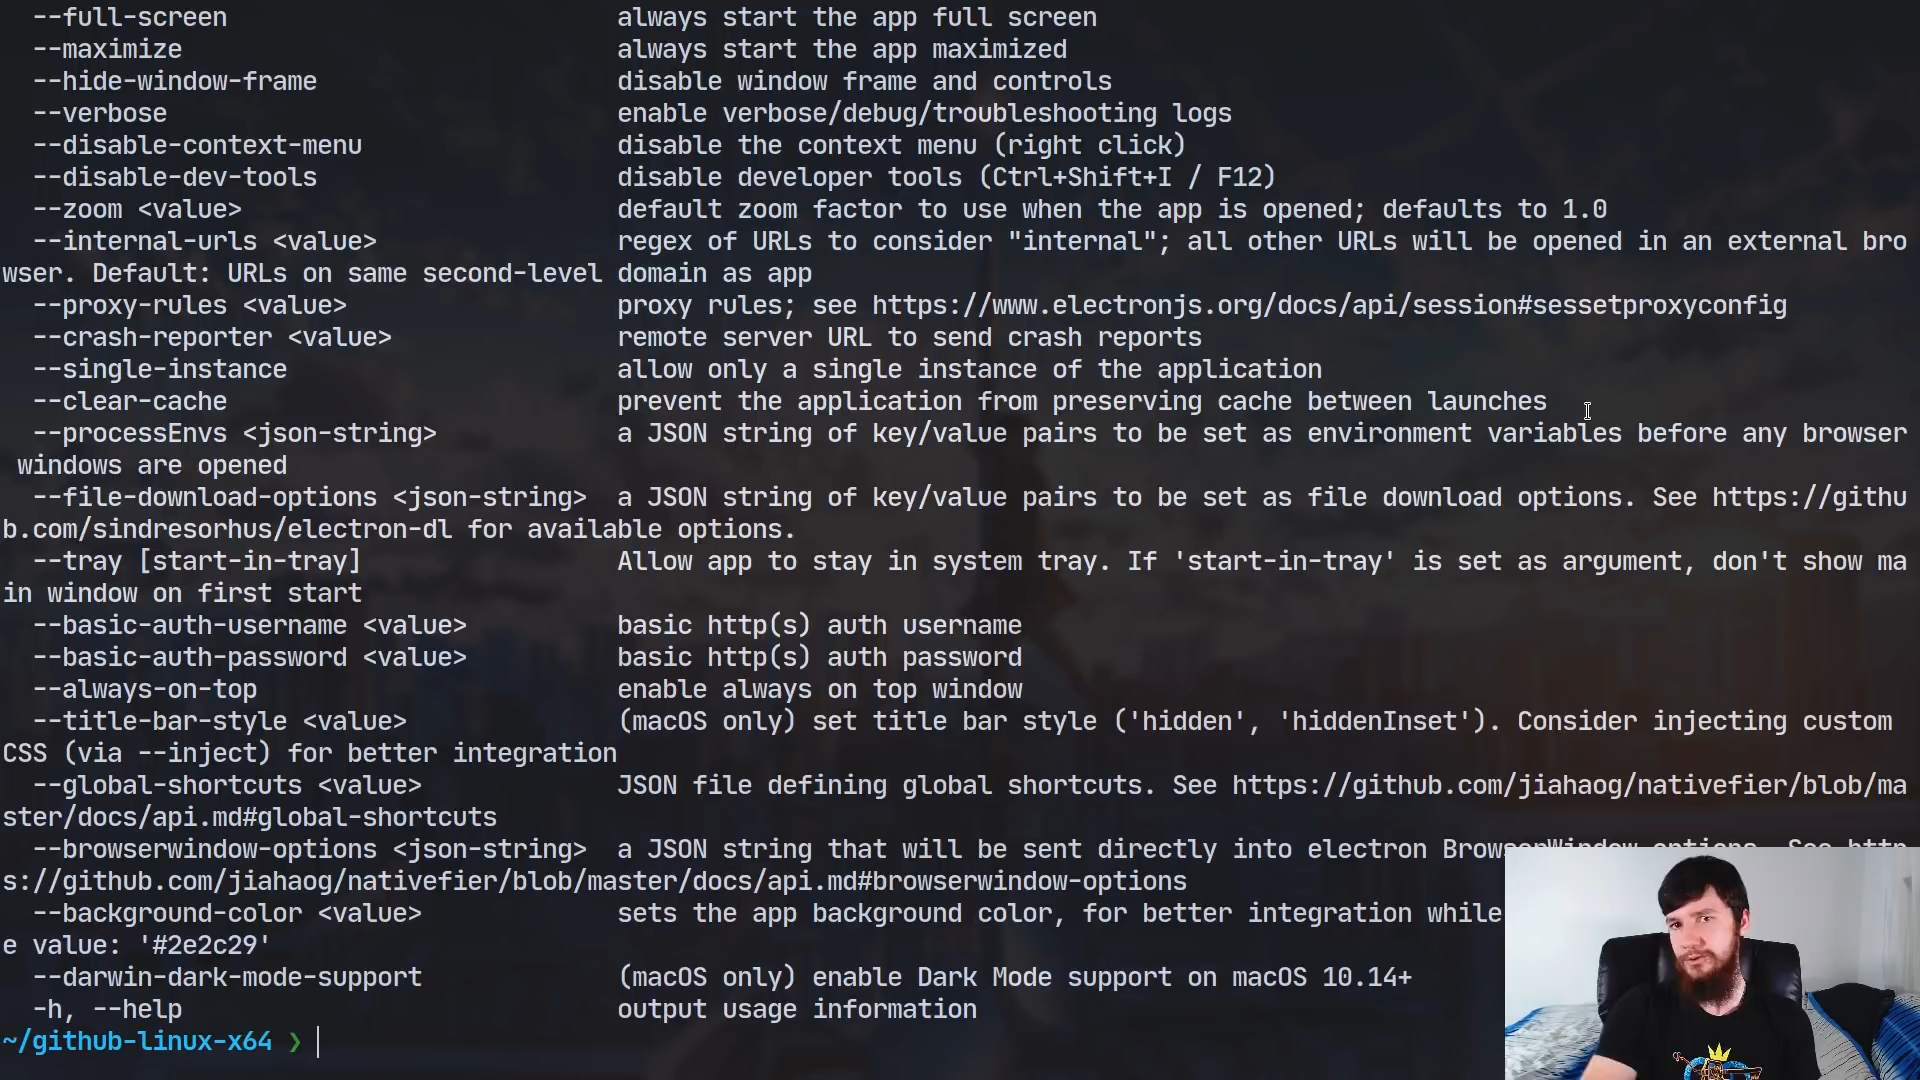 --full-screen always start the app full screen
--maximize always start the app maximized
--hide-window-frame disable window frame and controls
--verbose enable verbose/debug/troubleshooting logs
--disable-context-menu disable the context menu (right click)
--disable-dev-tools disable developer tools (Ctrl+Shift+I / F12)
--zoom <value> default zoom factor to use when the app is opened; defaults to 1.0
--internal-urls <value> regex of URLs to consider "internal"; all other URLs will be opened in an external bro
wser. Default: URLs on same second-level domain as app
--proxy-rules <value> proxy rules; see https://www.electronjs.org/docs/api/session#sessetproxyconfig
--crash-reporter <value> remote server URL to send crash reports
--single-instance allow only a single instance of the application
--clear-cache prevent the application from preserving cache between launches
--processEnvs <json-string> a JSON string of key/value pairs to be set as environment variables before any browser
windows are opened
--file-download-options <json-string> a JSON string of key/value pairs to be set as file download options. See https://githu
b.com/sindresorhus/electron-dl for available options.
--tray [start-in-tray] Allow app to stay in system tray. If 'start-in-tray' is set as argument, don't show ma
in window on first start
--basic-auth-username <value> basic http(s) auth username
--basic-auth-password <value> basic http(s) auth password
--always-on-top enable always on top window
--title-bar-style <value> (macOS only) set title bar style ('hidden', 'hiddenInset'). Consider injecting custom
CSS (via --inject) for better integration
--global-shortcuts <value> JSON file defining global shortcuts. See https://github.com/jiahaog/nativefier/blob/ma
ster/docs/api.md#global-shortcuts
--browserwindow-options <json-string> a JSON string that will be sent directly into electron BrowserWindow options. See http
s://github.com/jiahaog/nativefier/blob/master/docs/api.md#browserwindow-options
--background-color <value> sets the app background color, for better integration while
e value: '#2e2c29'
--darwin-dark-mode-support (macOS only) enable Dark Mode support on macOS 10.14+
-h, --help output usage information
~/github-linux-x64 ❯